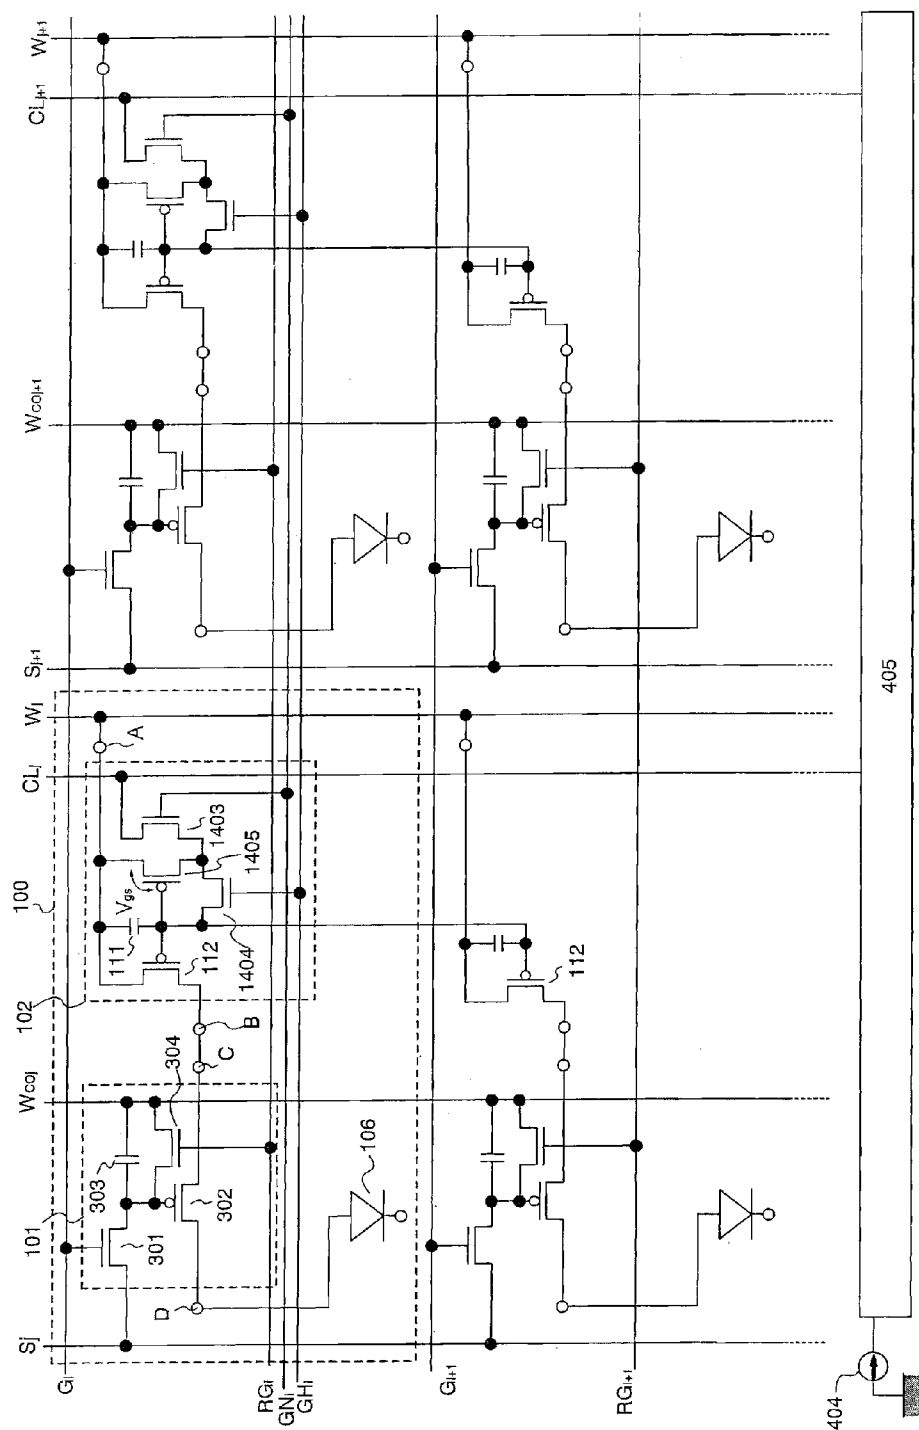 Wj+1
CLj+1
Wcoj+1
Sj+1
Wj
CLj
Wcoj
Sj
100
102
101
A
B
C
D
Vgs
111
112
1403
1404
1405
301
302
303
304
106
112
Gi
RGi
GNi
GHi
Gi+1
RGi+1
404
405